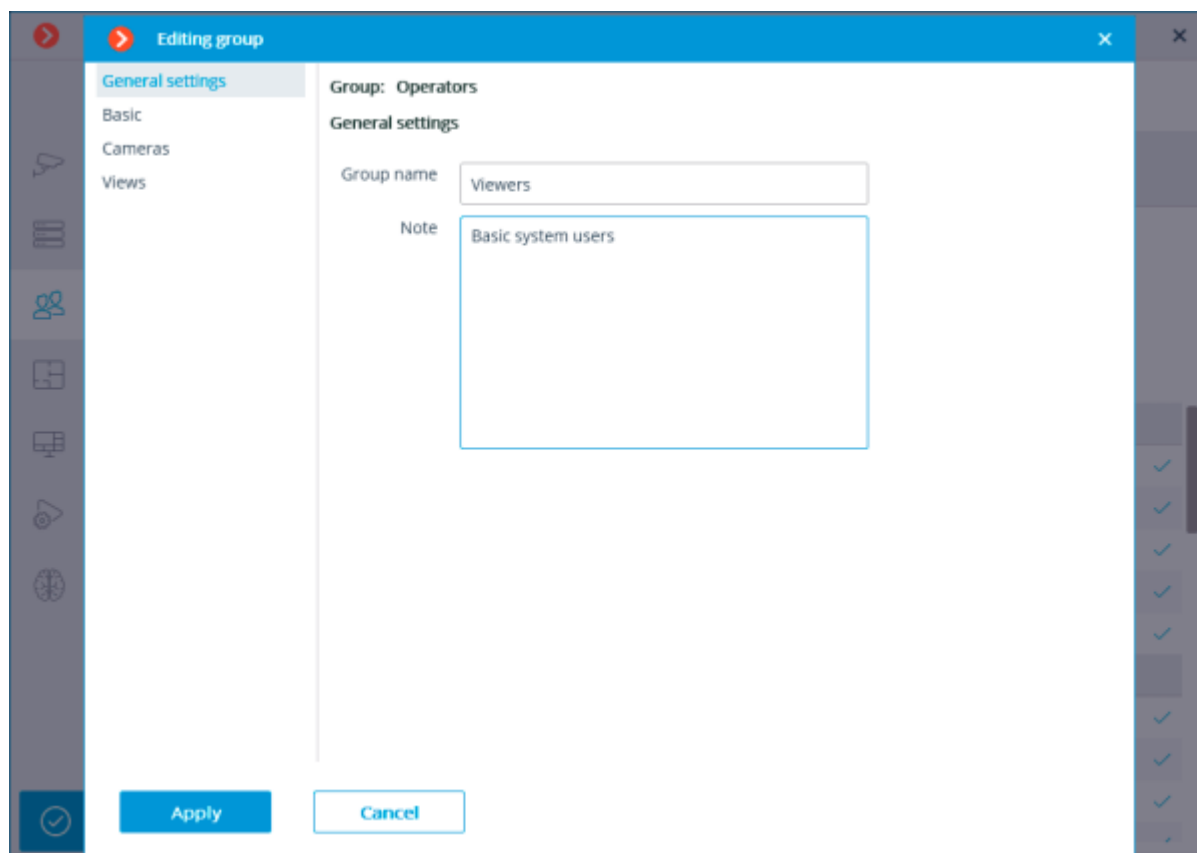 Editing group
General settings
Basic
Cameras
Views
Group: Operators
General settings
Group name
Viewers
Note
Basic system users
Apply
Cancel